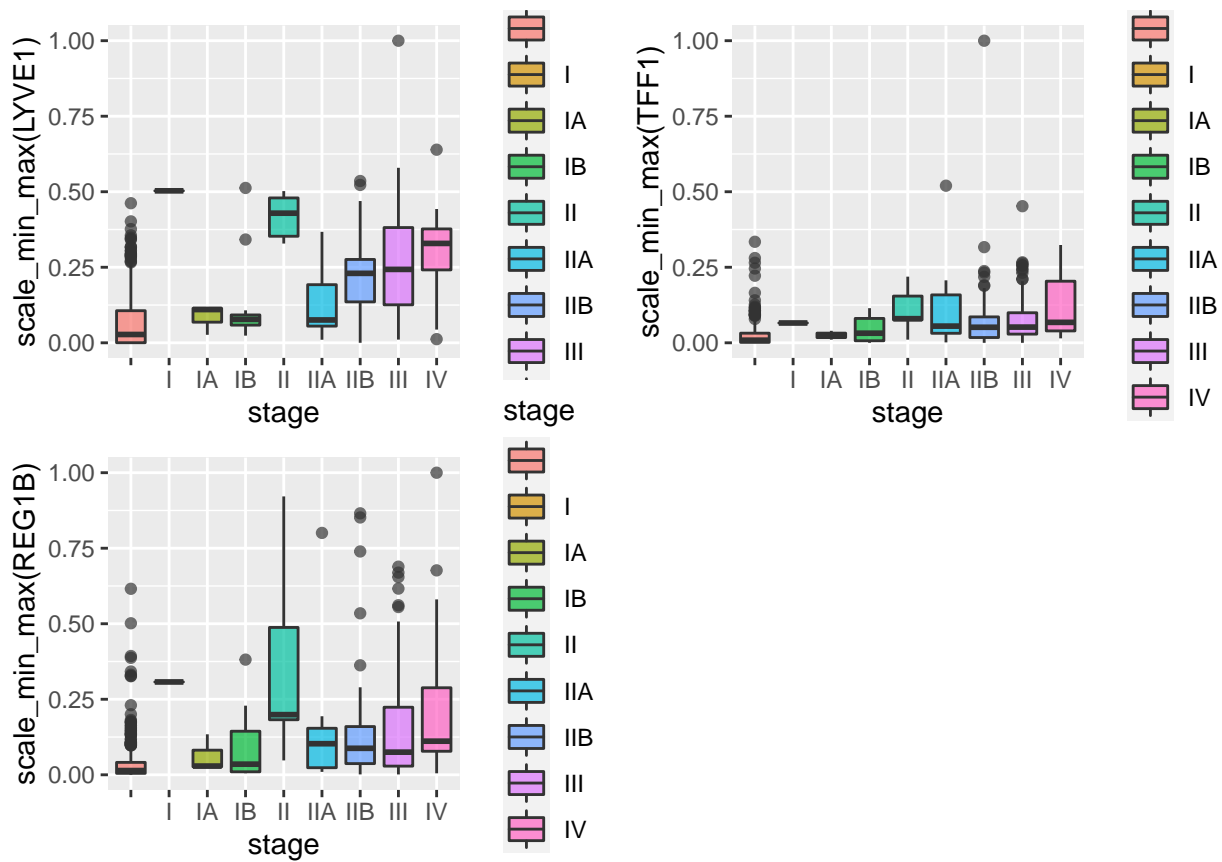 scale_min_max(LYVE1)
1.00
0.75
0.50
0.25
0.00
I IA IB II IIA IIB III IV
stage
I
IA
IB
II
IIA
IIB
III
stage
scale_min_max(TFF1)
1.00
0.75
0.50
0.25
0.00
I IA IB II IIA IIB III IV
stage
I
IA
IB
II
IIA
IIB
III
IV
scale_min_max(REG1B)
1.00
0.75
0.50
0.25
0.00
I IA IB II IIA IIB III IV
stage
I
IA
IB
II
IIA
IIB
III
IV